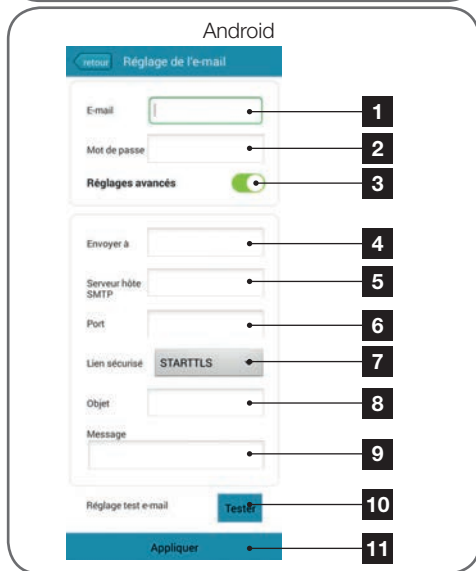 Android
retour Réglage de l'e-mail
E-mail 1
Mot de passe 2
Réglages avancés 3
Envoyer à 4
Serveur hôte SMTP 5
Port 6
Lien sécurisé STARTTLS 7
Objet 8
Message 9
Réglage test e-mail Tester 10
Appliquer 11